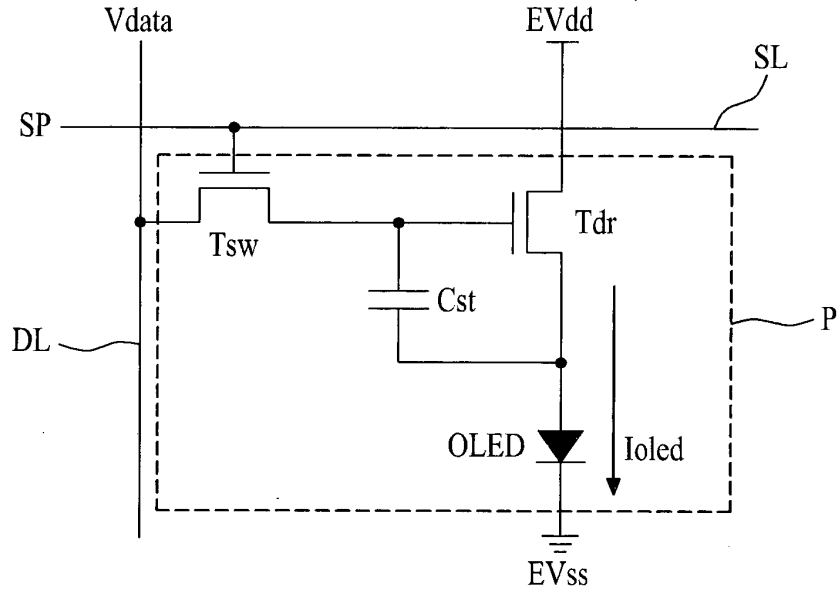 Vdata
EVdd
SL
SP
Tsw
Tdr
Cst
DL
P
OLED
Ioled
EVss